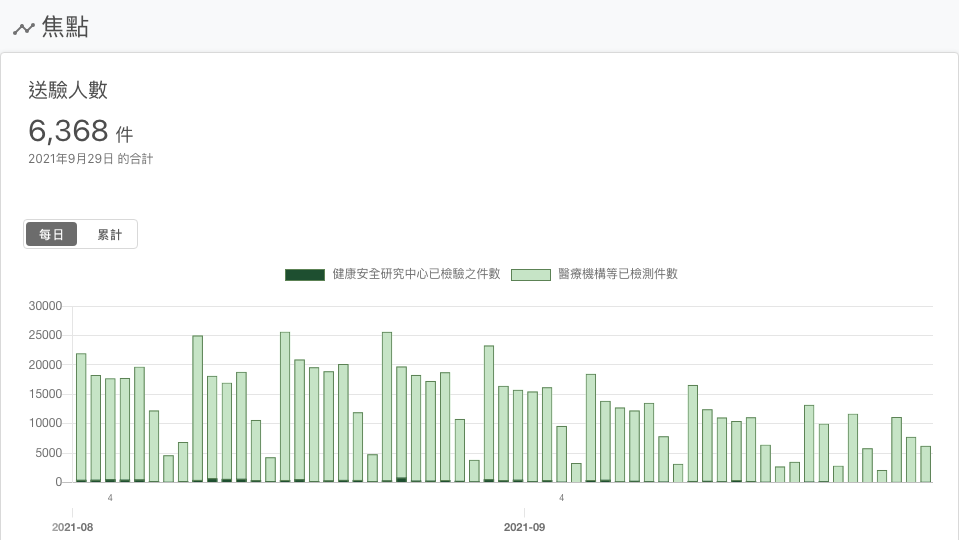 焦點
送驗人數
6,368 件
2021年9月29日 的合計
每日 累計
健康安全研究中心已檢驗之件數 醫療機構等已檢測件數
30000
25000
20000
15000
10000
5000
0
4 4
2021-08 2021-09